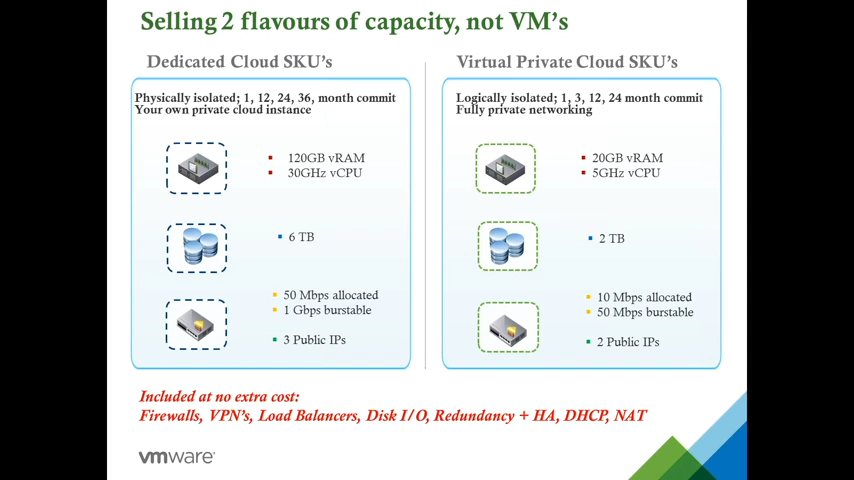 Selling 2 flavours of capacity, not VM's
Dedicated Cloud SKU's
Physically isolated; 1, 12, 24, 36, month commit
Your own private cloud instance
120GB vRAM
30GHz vCPU
6 TB
50 Mbps allocated
1 Gbps burstable
3 Public IPs
Virtual Private Cloud SKU's
Logically isolated; 1, 3, 12, 24 month commit
Fully private networking
20GB vRAM
5GHz vCPU
2 TB
10 Mbps allocated
50 Mbps burstable
2 Public IPs
Included at no extra cost:
Firewalls, VPN's, Load Balancers, Disk I/O, Redundancy + HA, DHCP, NAT
vmware